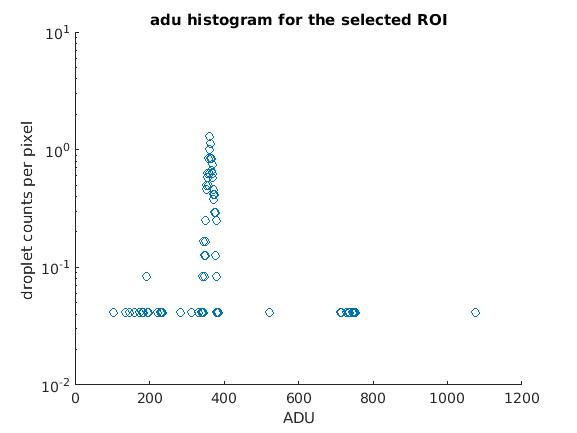 adu histogram for the selected ROI
10^1
10^0
10^-1
10^-2
droplet counts per pixel
0 200 400 600 800 1000 1200
ADU